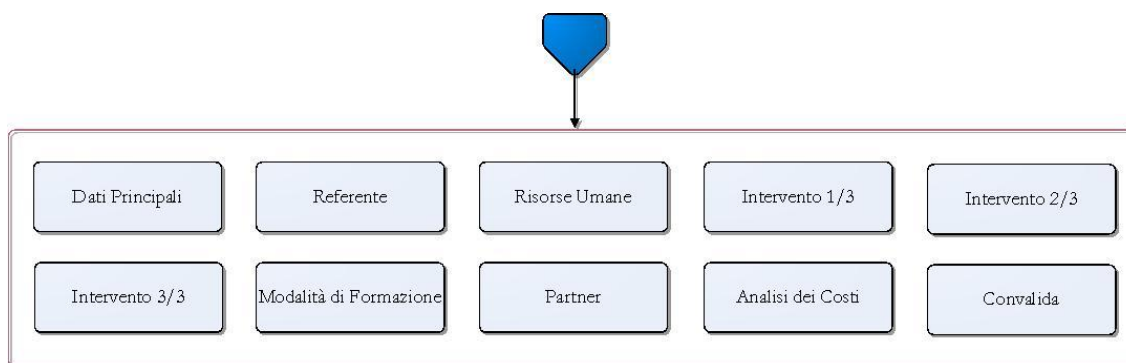 Dati Principali
Referente
Risorse Umane
Intervento 1/3
Intervento 2/3
Intervento 3/3
Modalità di Formazione
Partner
Analisi dei Costi
Convalida